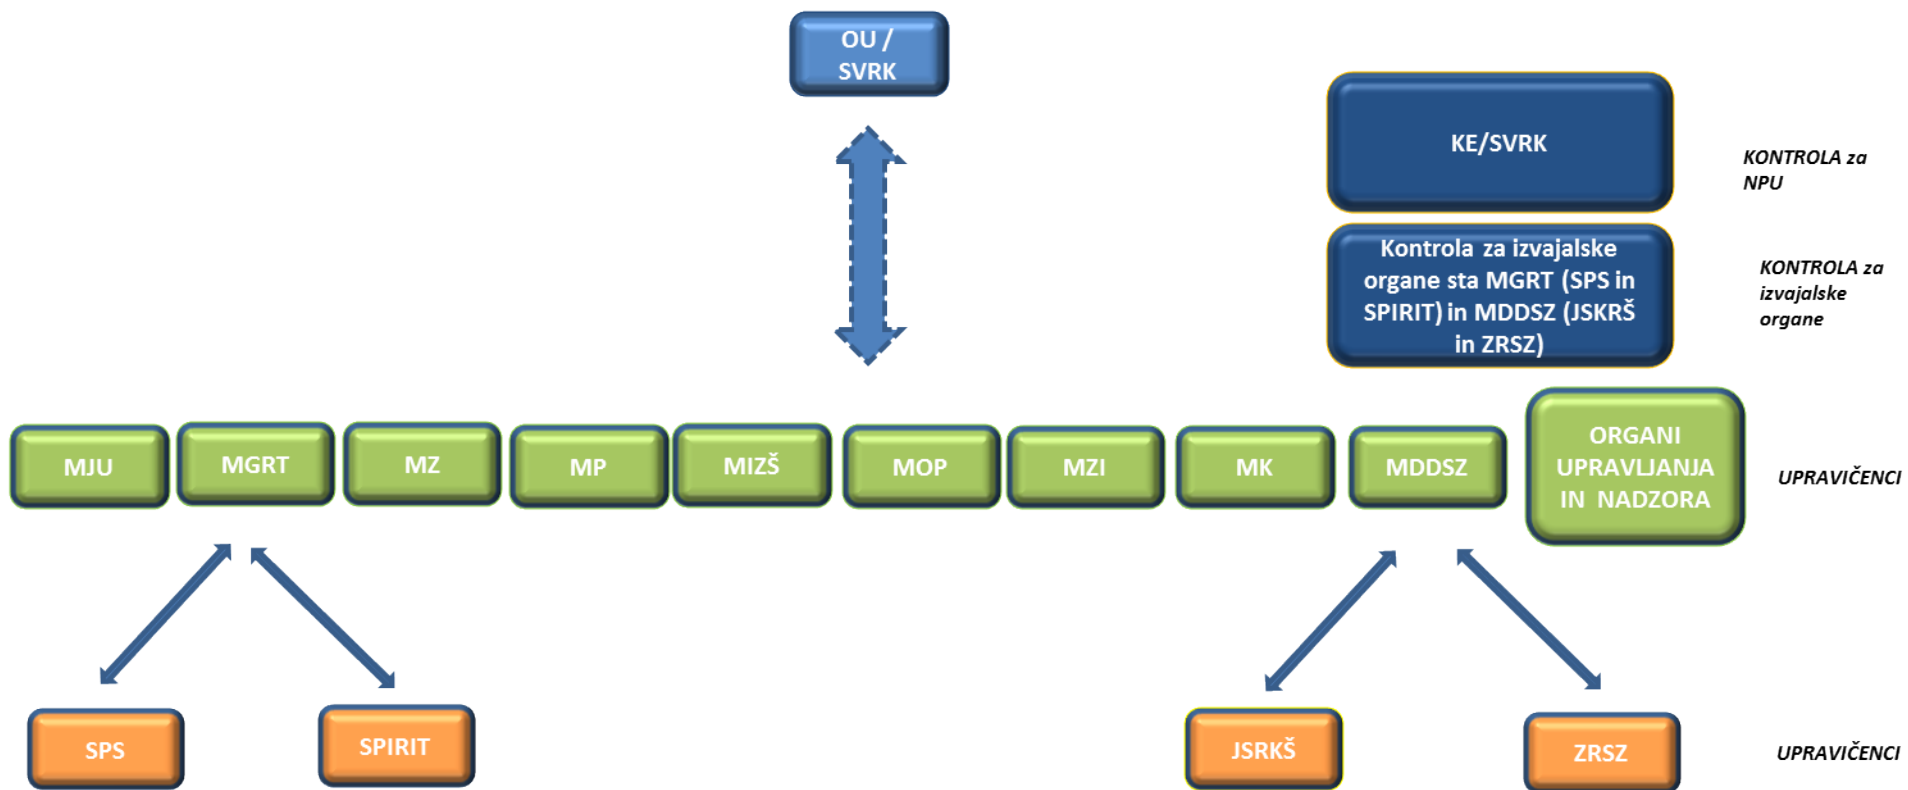 OU /
SVRK
KE/SVRK
KONTROLA za
NPU
Kontrola za izvajalske
organe sta MGRT (SPS in
SPIRIT) in MDDSZ (JSKRŠ
in ZRSZ)
KONTROLA za
izvajalske
organe
MJU
MGRT
MZ
MP
MIZŠ
MOP
MZI
MK
MDDSZ
ORGANI
UPRAVLJANJA
IN NADZORA
UPRAVIČENCI
SPS
SPIRIT
JSRKŠ
ZRSZ
UPRAVIČENCI